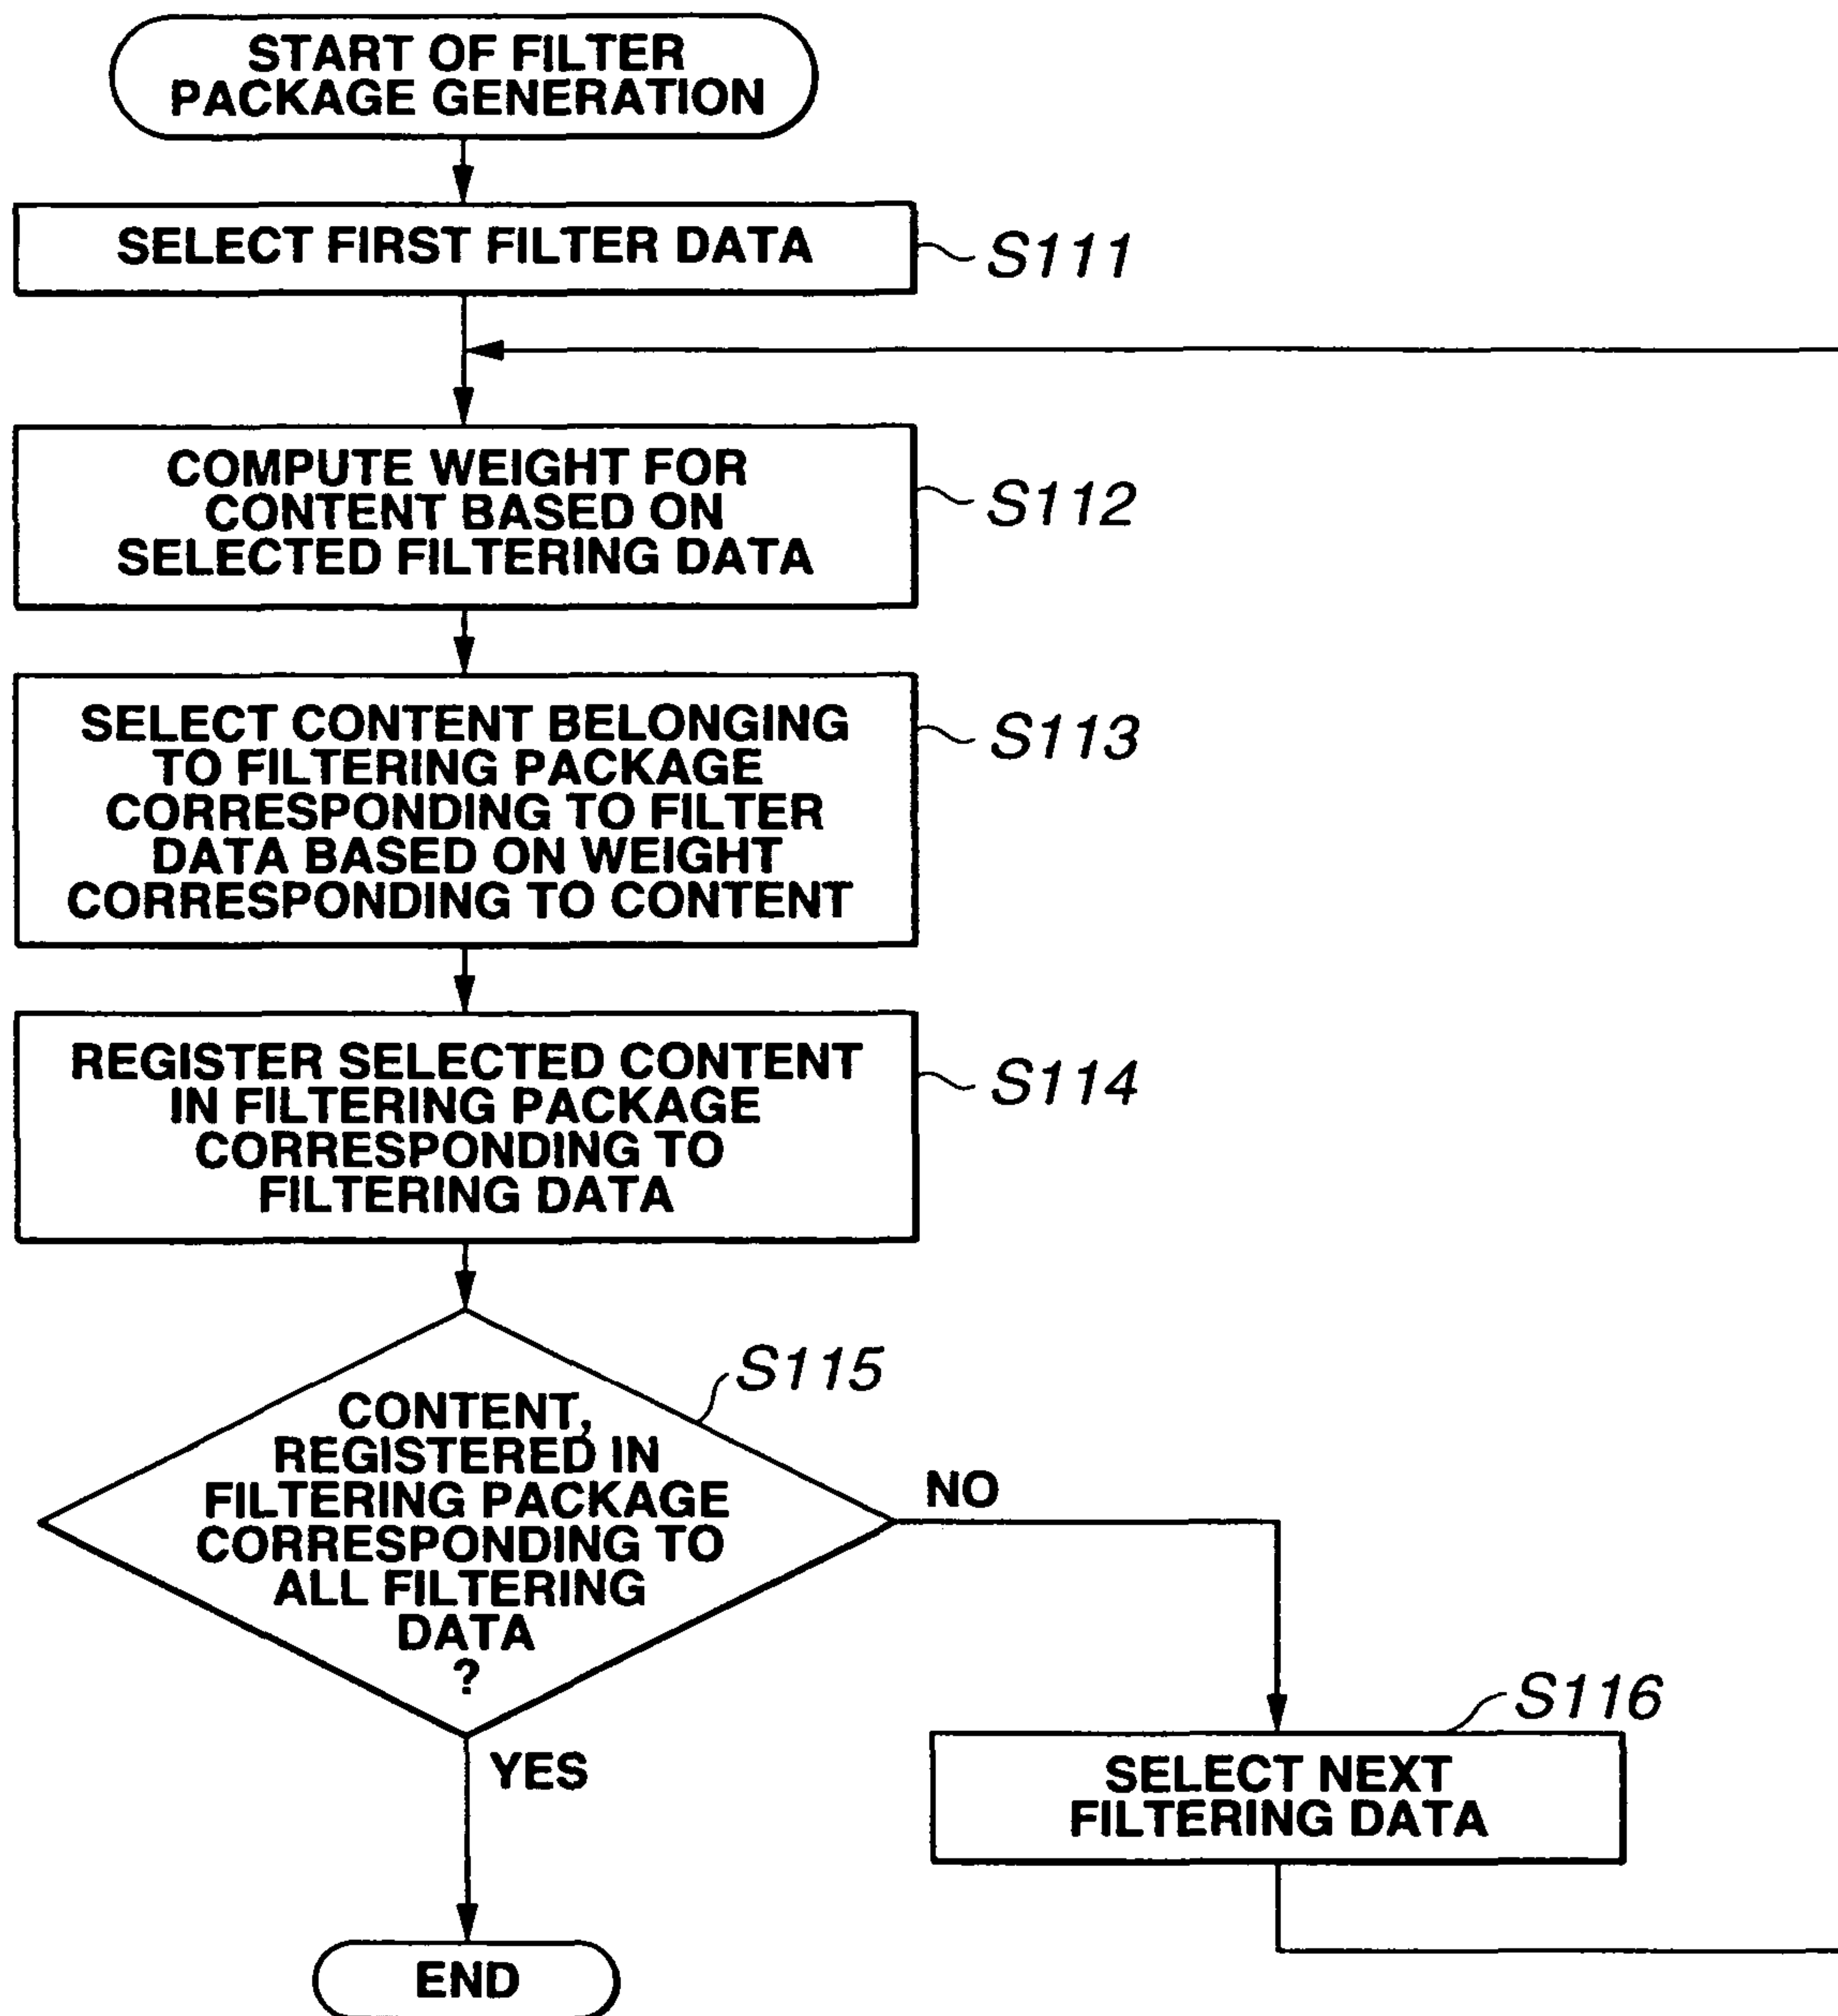 START OF FILTER
PACKAGE GENERATION
SELECT FIRST FILTER DATA
S111
COMPUTE WEIGHT FOR
CONTENT BASED ON
SELECTED FILTERING DATA
S112
SELECT CONTENT BELONGING
TO FILTERING PACKAGE
CORRESPONDING TO FILTER
DATA BASED ON WEIGHT
CORRESPONDING TO CONTENT
S113
REGISTER SELECTED CONTENT
IN FILTERING PACKAGE
CORRESPONDING TO
FILTERING DATA
S114
S115
CONTENT,
REGISTERED IN
FILTERING PACKAGE
CORRESPONDING TO
ALL FILTERING
DATA
?
NO
YES
S116
SELECT NEXT
FILTERING DATA
END